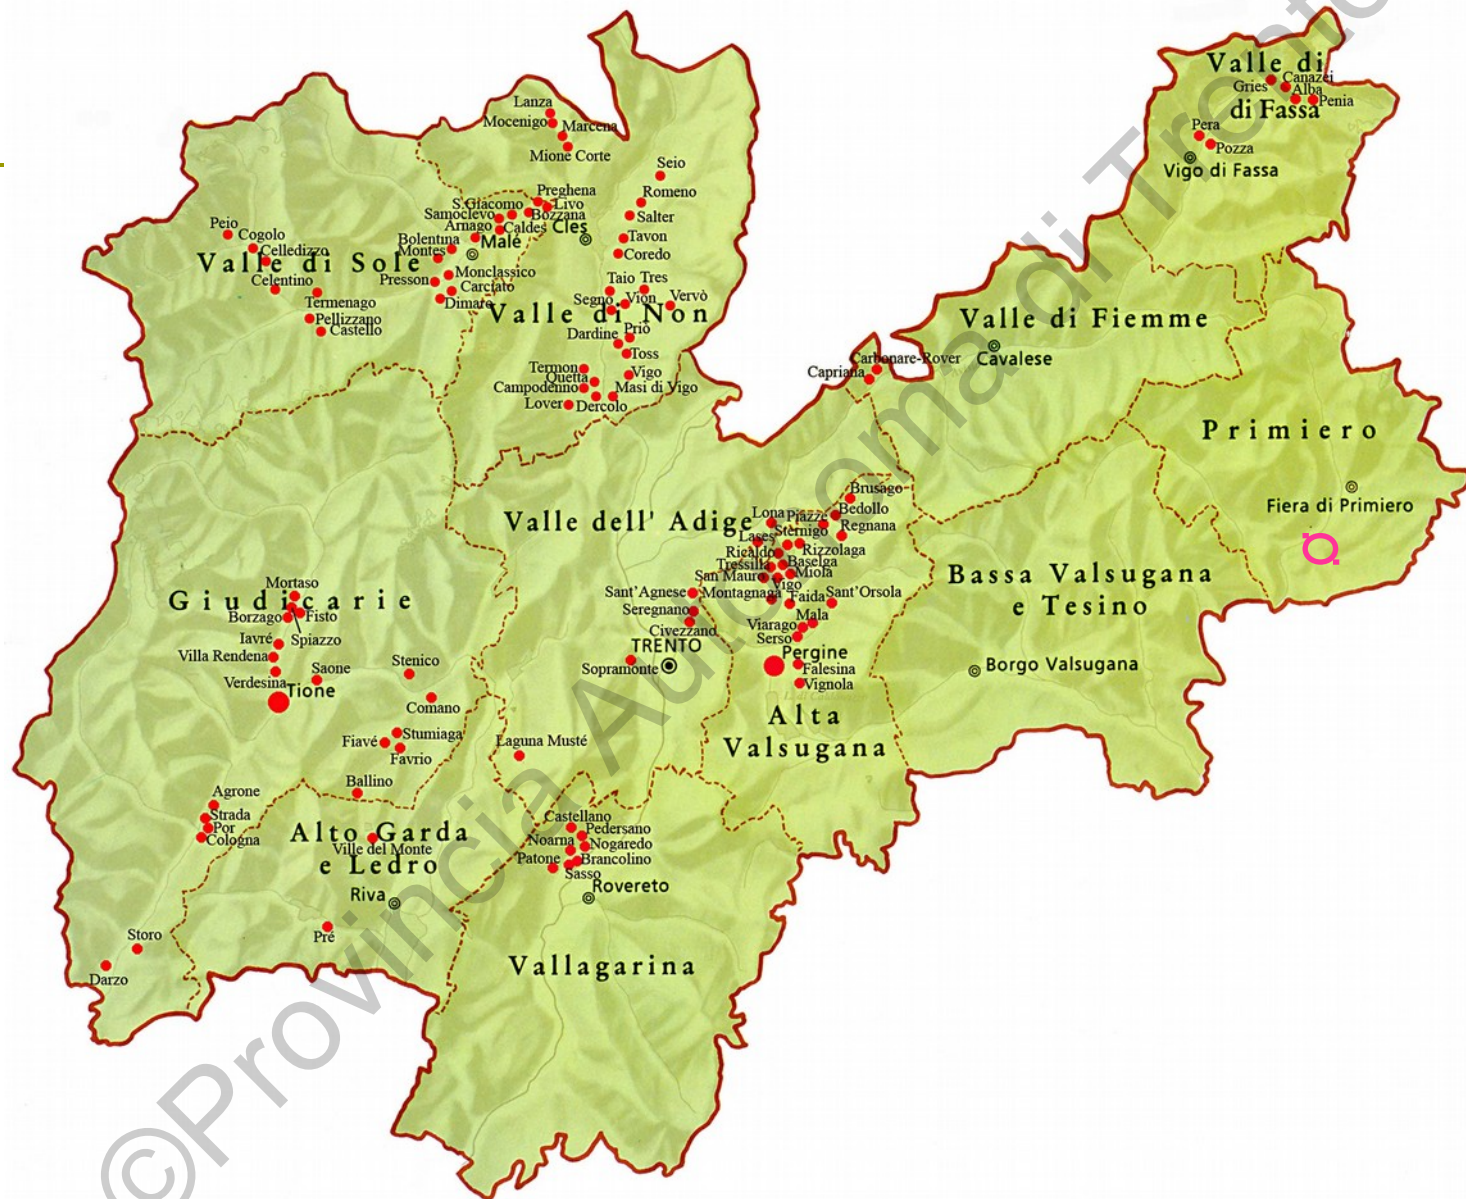 Valle di
di Fassa
Gries
Canazei
Alba
Penia
Pera
Pozza
Vigo di Fassa
Lanza
Mocenigo
Marcena
Mione Corte
Seio
Romeno
Salter
Tavon
Coredo
Preghena
Livo
S.Giacomo
Bozzana
Samoclevo
Caldes
Arnago
Cles
Malé
Bolentina
Montes
Presson
Monclassico
Carciato
Dimaro
Peio
Cogolo
Celledizzo
Valle di Sole
Celentino
Termenago
Pellizzano
Castello
Taio
Tres
Segno
Vion
Vervò
Valle di Non
Dardine
Priò
Toss
Termon
Quetta
Vigo
Campodenno
Masi di Vigo
Lover
Dercolo
Valle di Fiemme
Cavalese
Carbonare-Rover
Capriana
Primiero
Fiera di Primiero
Valle dell' Adige
Brusago
Bedollo
Regnana
Lona
Piazze
Sternigo
Lases
Rizzolaga
Ricaldo
Baselga
Tressilla
Miola
San Mauro
Vigo
Montagnaga
Faida
Sant'Orsola
Sant'Agnese
Seregnano
Civezzano
Mala
Viarago
Serso
TRENTO
Sopramonte
Pergine
Falesina
Vignola
Alta
Valsugana
Bassa Valsugana
e Tesino
Borgo Valsugana
Giudicarie
Mortaso
Borzago
Fisto
Spiazzo
Iavré
Villa Rendena
Verdesina
Saone
Tione
Stenico
Comano
Stumiaga
Fiavé
Favrio
Ballino
Laguna Musté
Agrone
Strada
Por
Cologna
Alto Garda
e Ledro
Ville del Monte
Riva
Pré
Storo
Darzo
Castellano
Pedersano
Noarna
Nogaredo
Patone
Brancolino
Sasso
Rovereto
Vallagarina
©Provincia Autonoma di Trento